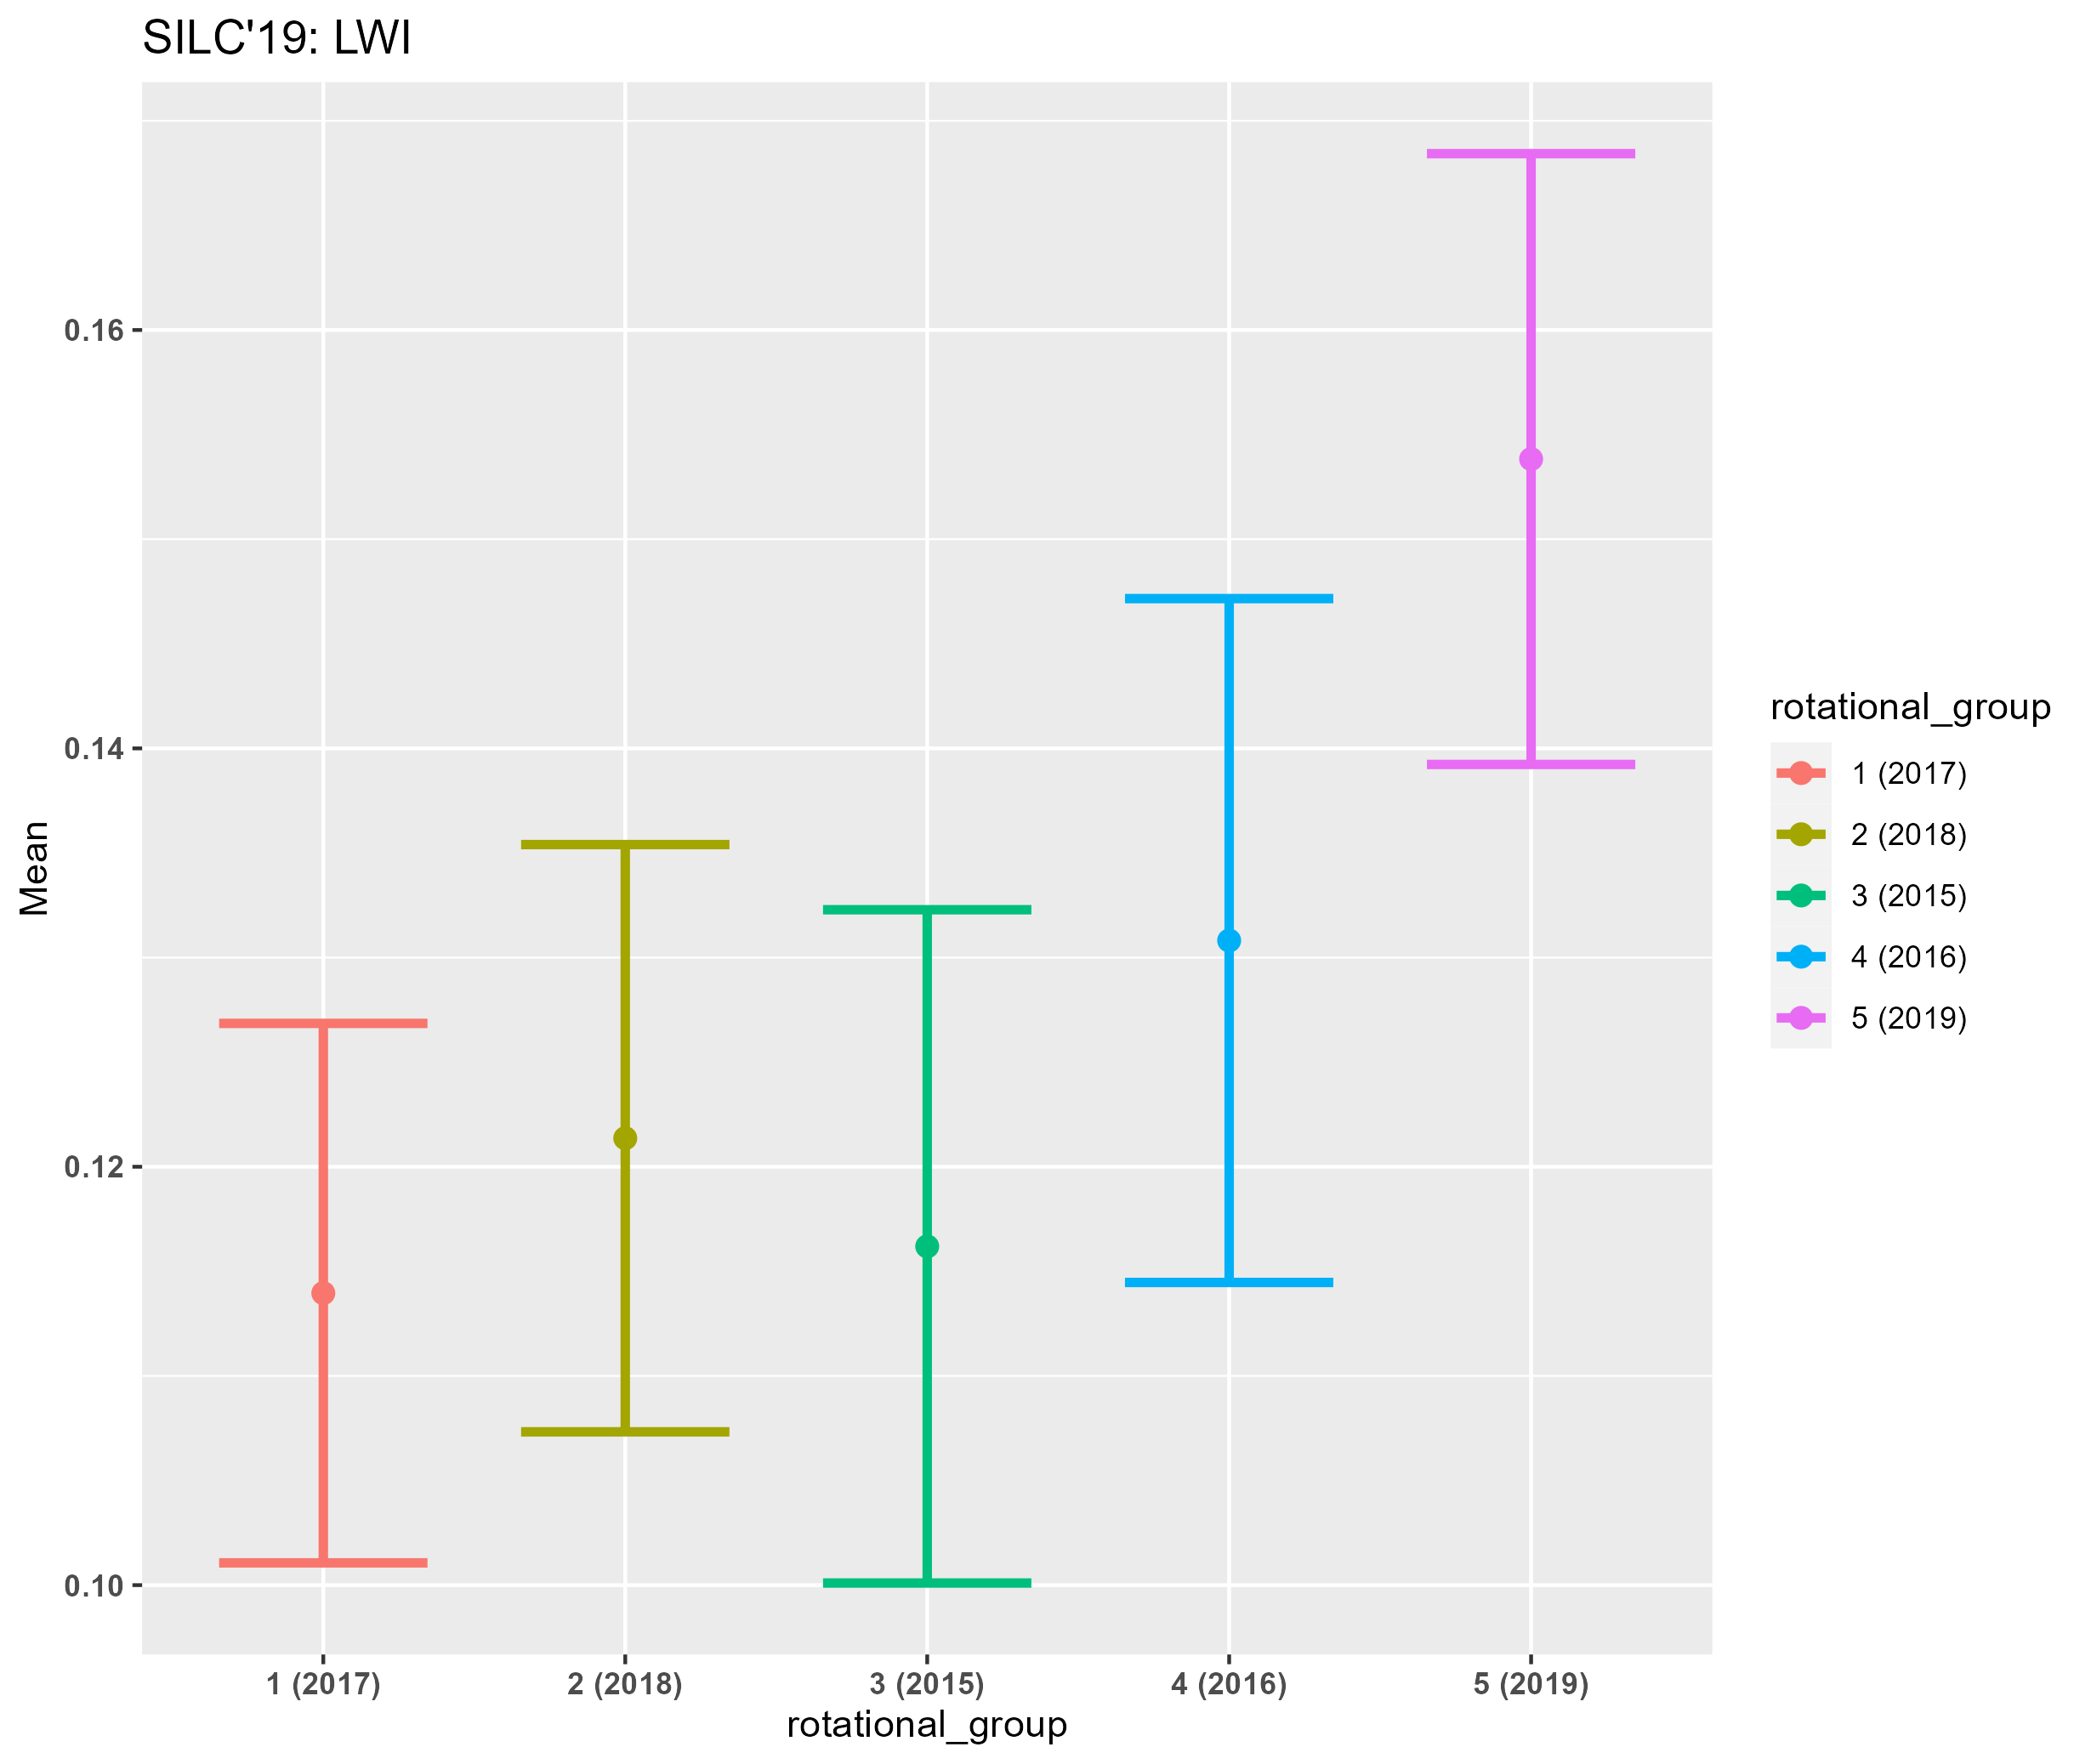 SILC'19: LWI
Mean
0.16
0.14
0.12
0.10
1 (2017) 2 (2018) 3 (2015) 4 (2016) 5 (2019)
rotational_group
rotational_group
1 (2017)
2 (2018)
3 (2015)
4 (2016)
5 (2019)